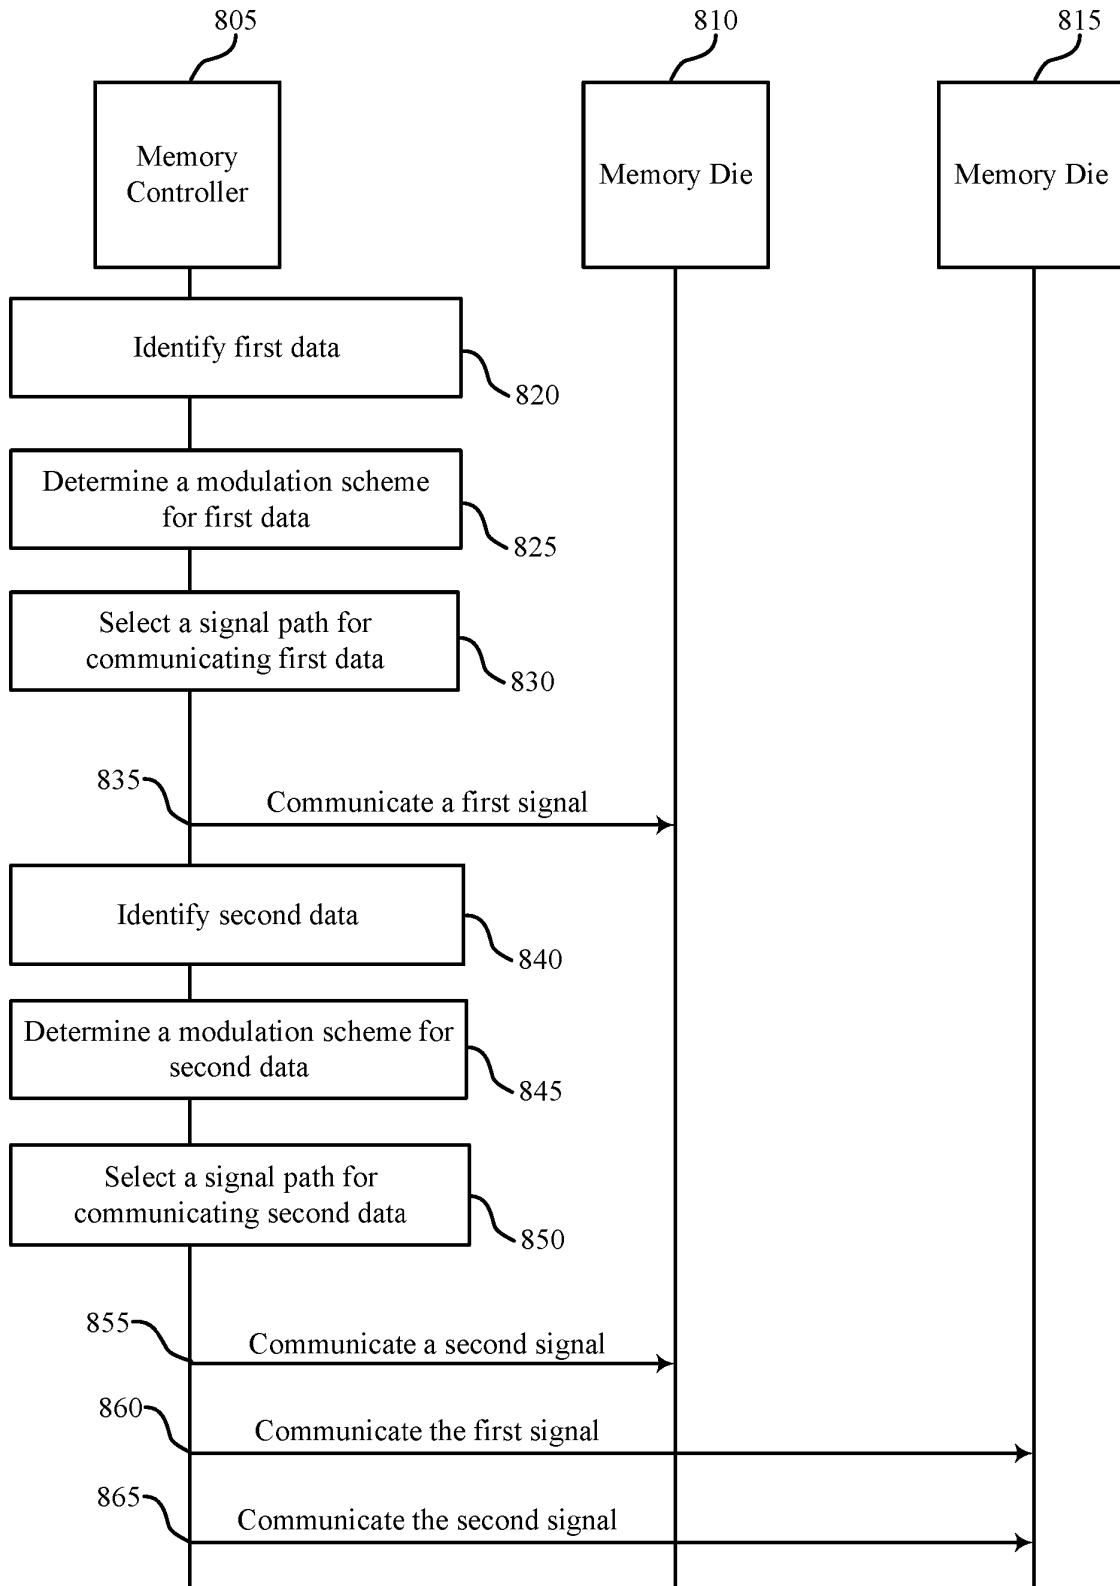 805
810
815
Memory
Controller
Memory Die
Memory Die
Identify first data
820
Determine a modulation scheme
for first data
825
Select a signal path for
communicating first data
830
835
Communicate a first signal
Identify second data
840
Determine a modulation scheme for
second data
845
Select a signal path for
communicating second data
850
855
Communicate a second signal
860
Communicate the first signal
865
Communicate the second signal